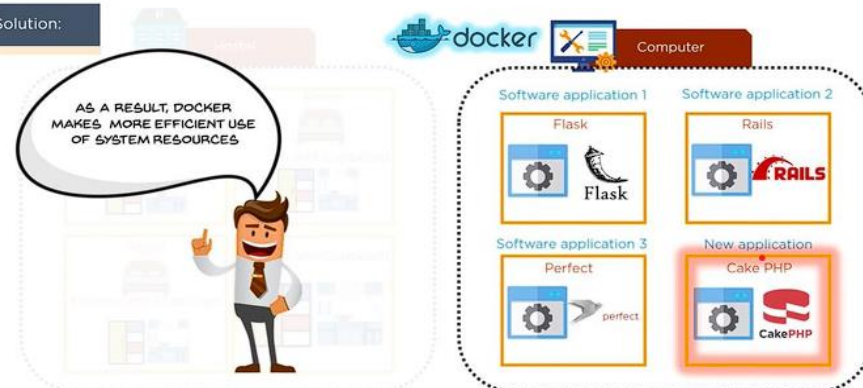 Solution:
Hostel
docker
Computer
AS A RESULT, DOCKER
MAKES MORE EFFICIENT USE
OF SYSTEM RESOURCES
Software application 1
Software application 2
Flask
Flask
Rails
RAILS
Software application 3
New application
Perfect
perfect
Cake PHP
CakePHP